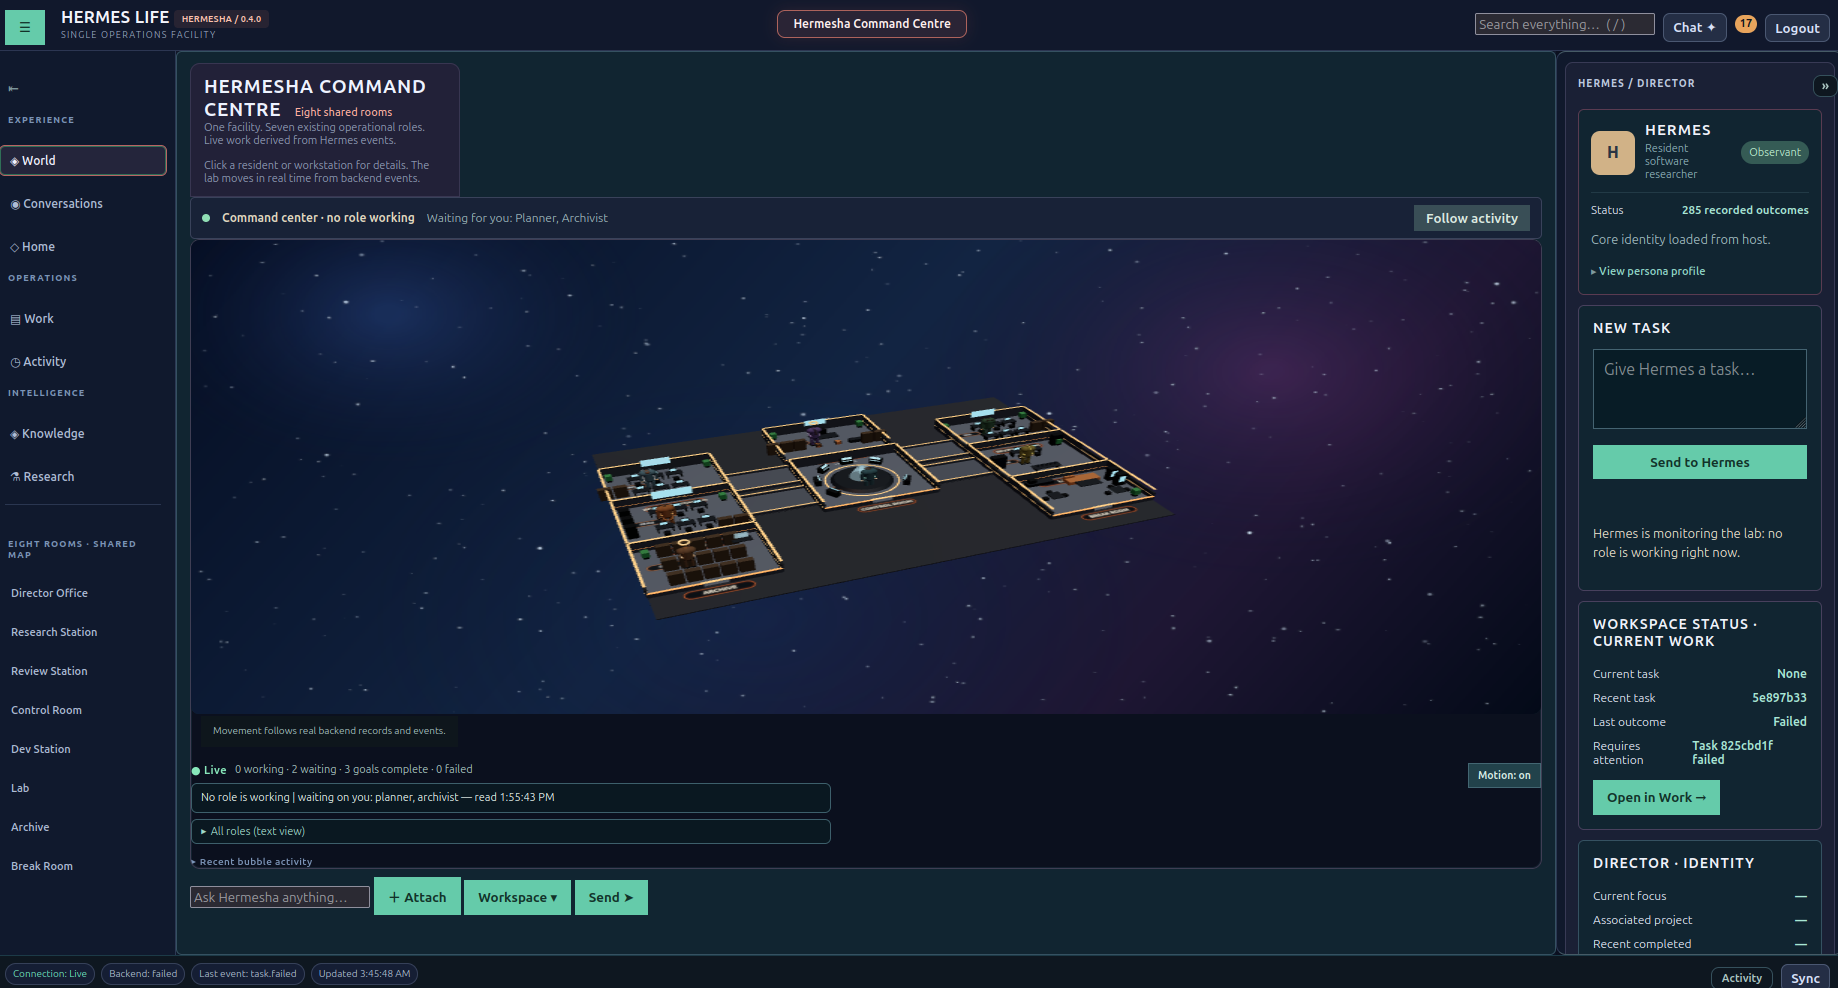 ☰
HERMES LIFE HERMESHA / 0.4.0
SINGLE OPERATIONS FACILITY
Hermesha Command Centre
Search everything... ( / )
Chat ✦
17
Logout
⇤
EXPERIENCE
◈ World
◉ Conversations
◇ Home
OPERATIONS
▤ Work
◷ Activity
INTELLIGENCE
◈ Knowledge
⚗ Research
EIGHT ROOMS · SHARED
MAP
Director Office
Research Station
Review Station
Control Room
Dev Station
Lab
Archive
Break Room
HERMESHA COMMAND
CENTRE Eight shared rooms
One facility. Seven existing operational roles.
Live work derived from Hermes events.
Click a resident or workstation for details. The
lab moves in real time from backend events.
Command center · no role working Waiting for you: Planner, Archivist
Follow activity
ARCHIVE
Movement follows real backend records and events.
Live 0 working · 2 waiting · 3 goals complete · 0 failed
Motion: on
No role is working | waiting on you: planner, archivist — read 1:55:43 PM
▸ All roles (text view)
▸ Recent bubble activity
Ask Hermesha anything...
+ Attach
Workspace ▾
Send ➤
HERMES / DIRECTOR
»
H
HERMES
Resident
software
researcher
Observant
Status 285 recorded outcomes
Core identity loaded from host.
▸ View persona profile
NEW TASK
Give Hermes a task...
Send to Hermes
Hermes is monitoring the lab: no
role is working right now.
WORKSPACE STATUS ·
CURRENT WORK
Current task None
Recent task 5e897b33
Last outcome Failed
Requires attention Task 825cbd1f failed
Open in Work →
DIRECTOR · IDENTITY
Current focus —
Associated project —
Recent completed —
Connection: Live
Backend: failed
Last event: task.failed
Updated 3:45:48 AM
Activity
Sync